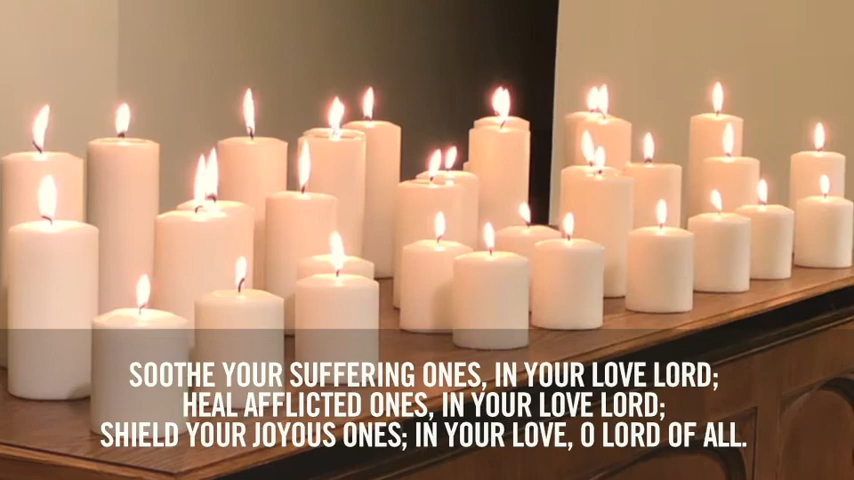 SOOTHE YOUR SUFFERING ONES, IN YOUR LOVE LORD;
HEAL AFFLICTED ONES, IN YOUR LOVE LORD;
SHIELD YOUR JOYOUS ONES; IN YOUR LOVE, O LORD OF ALL.